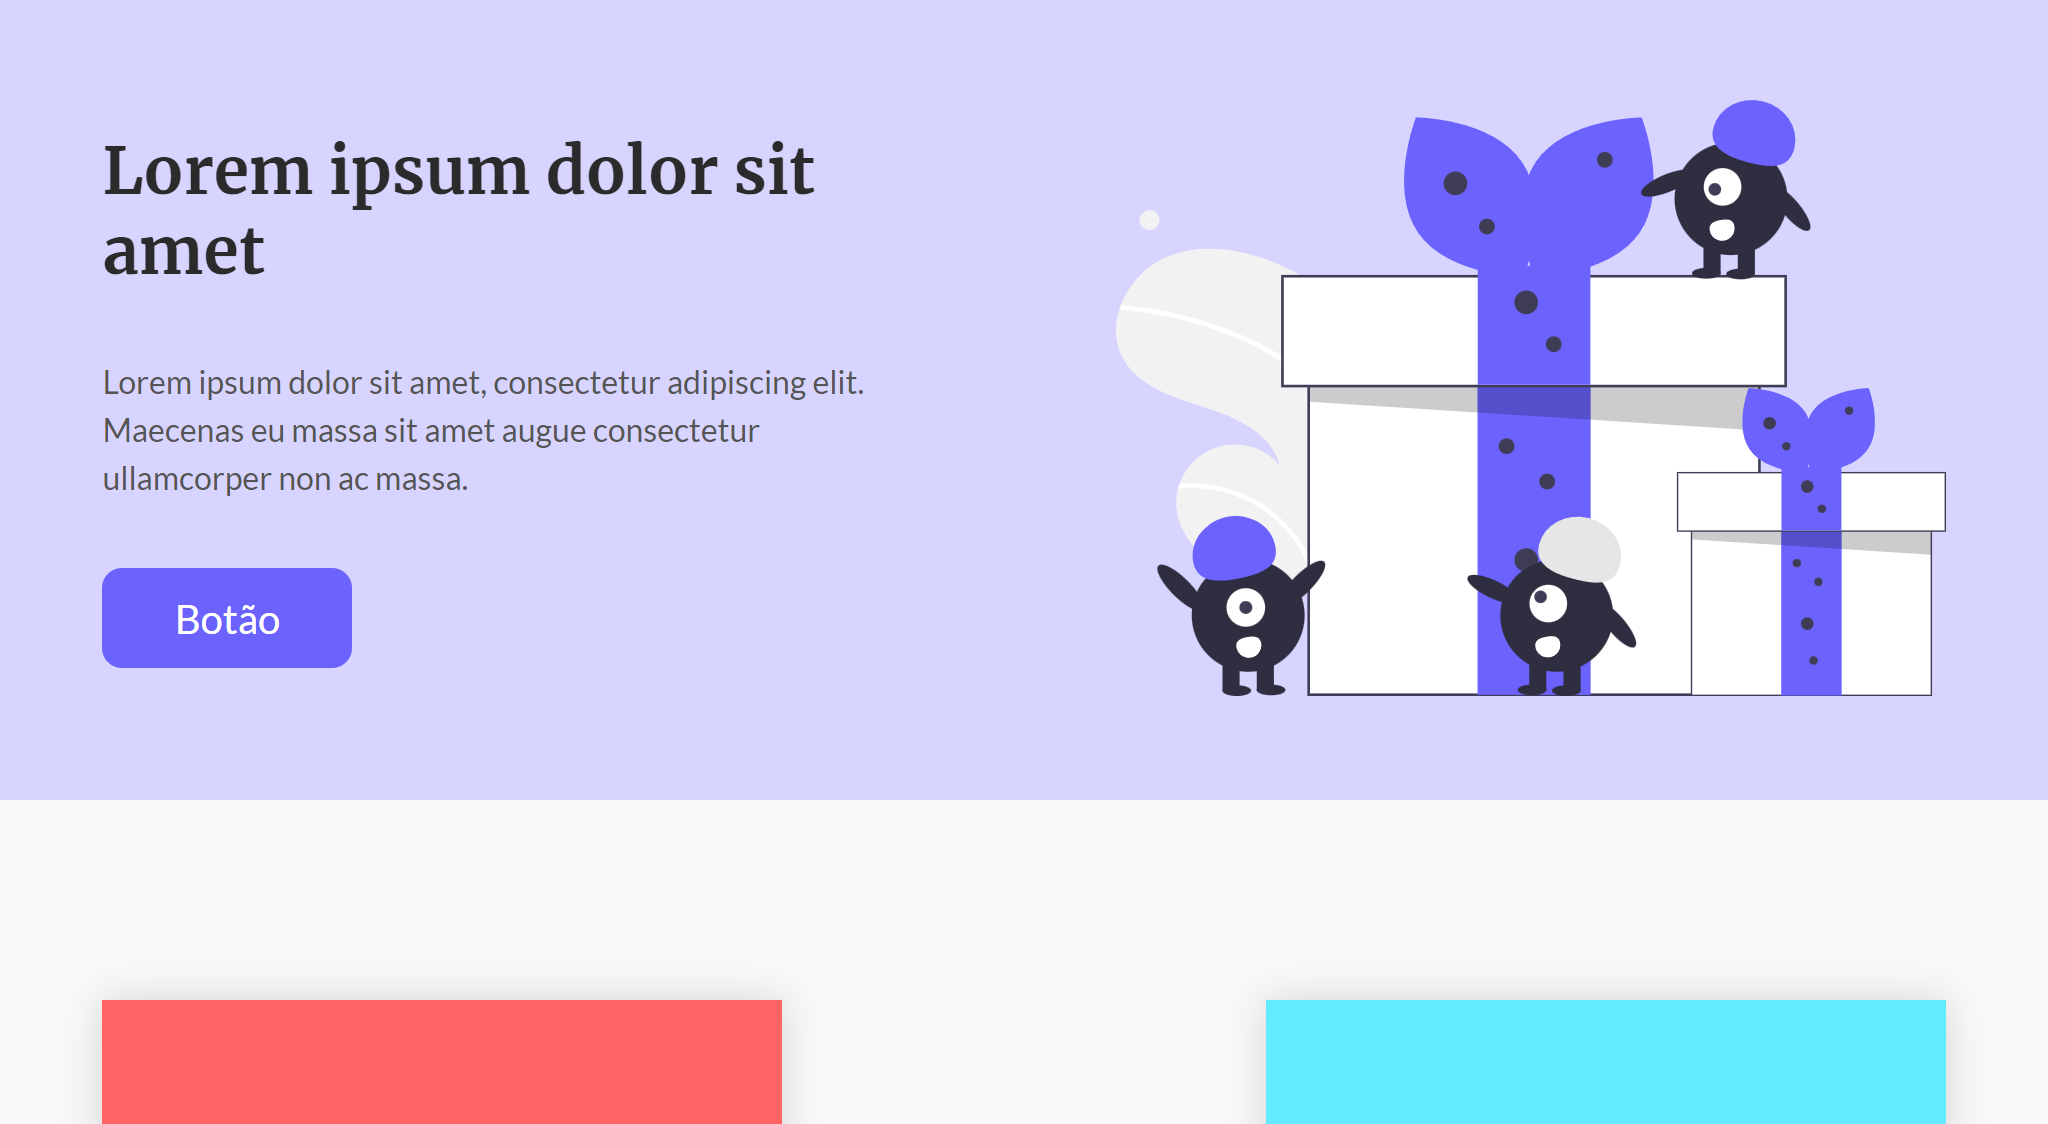 Lorem ipsum dolor sit
amet
Lorem ipsum dolor sit amet, consectetur adipiscing elit.
Maecenas eu massa sit amet augue consectetur
ullamcorper non ac massa.
Botão